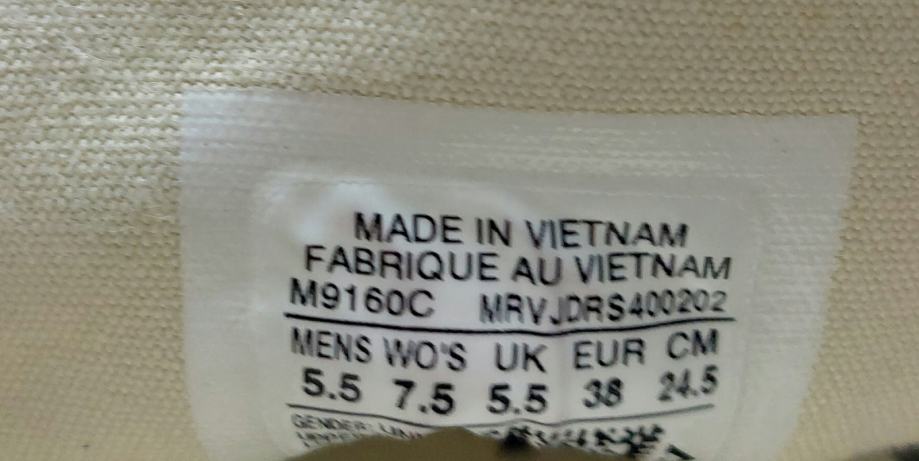 MADE IN VIETNAM
FABRIQUE AU VIETNAM
M9160C MRVJDRS400202
MENS WO'S UK EUR CM
5.5 7.5 5.5 38 24.5
GENDER: